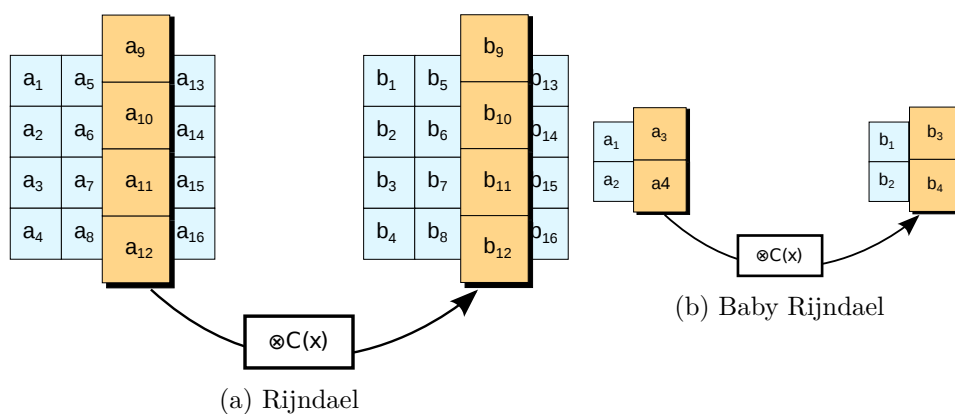 a₉ b₉
a₁ a₅ a₁₃ b₁ b₅ b₁₃
a₁₀ b₁₀
a₂ a₆ a₁₄ b₂ b₆ b₁₄
a₃ a₇ a₁₁ a₁₅ b₃ b₇ b₁₁ b₁₅
a₄ a₈ a₁₆ b₄ b₈ b₁₆
a₁₂ b₁₂
⊗C(x)
(a) Rijndael
a₁ a₃ b₁ b₃
a₂ a4 b₂ b₄
⊗C(x)
(b) Baby Rijndael